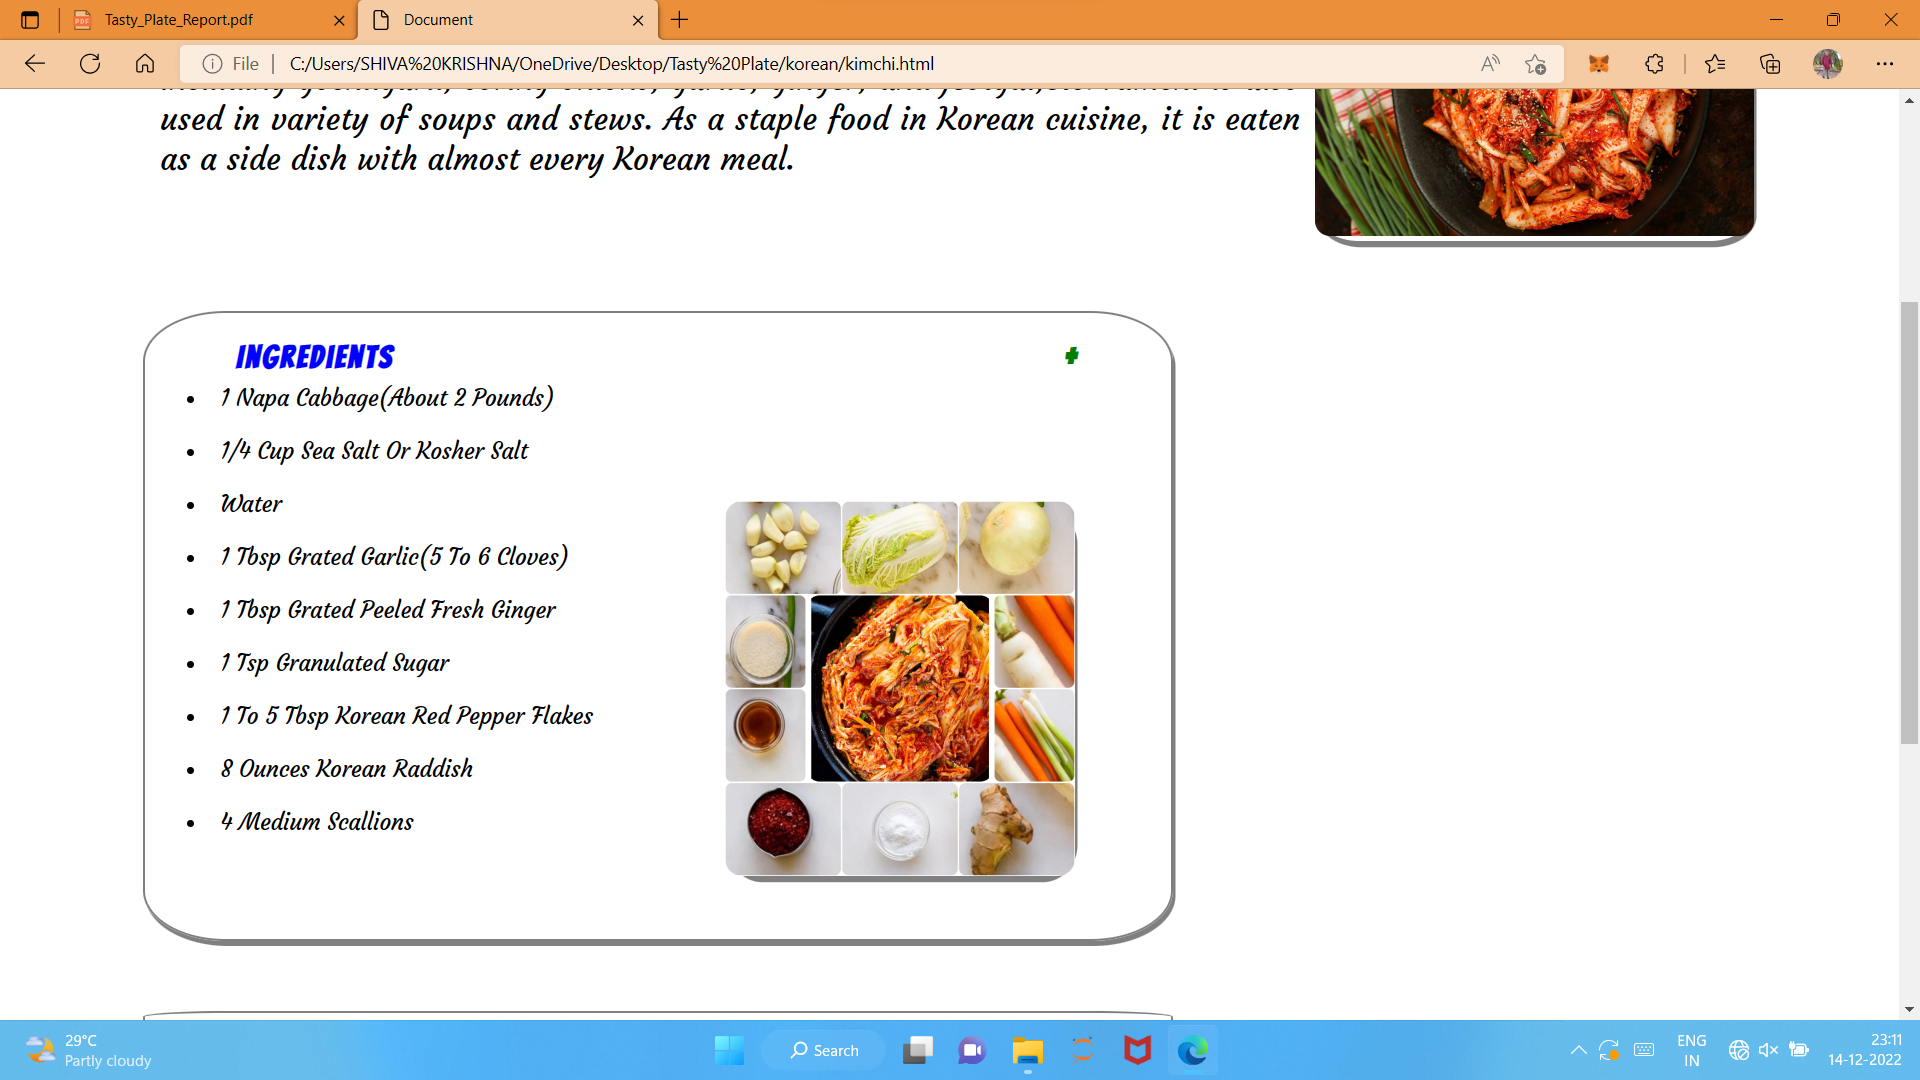 Tasty_Plate_Report.pdf
Document
File
C:/Users/SHIVA%20KRISHNA/OneDrive/Desktop/Tasty%20Plate/korean/kimchi.html
used in variety of soups and stews. As a staple food in Korean cuisine, it is eaten
as a side dish with almost every Korean meal.
INGREDIENTS +
1 Napa Cabbage(About 2 Pounds)
1/4 Cup Sea Salt Or Kosher Salt
Water
1 Tbsp Grated Garlic(5 To 6 Cloves)
1 Tbsp Grated Peeled Fresh Ginger
1 Tsp Granulated Sugar
1 To 5 Tbsp Korean Red Pepper Flakes
8 Ounces Korean Raddish
4 Medium Scallions
29°C
Partly cloudy
Search
ENG
IN
23:11
14-12-2022